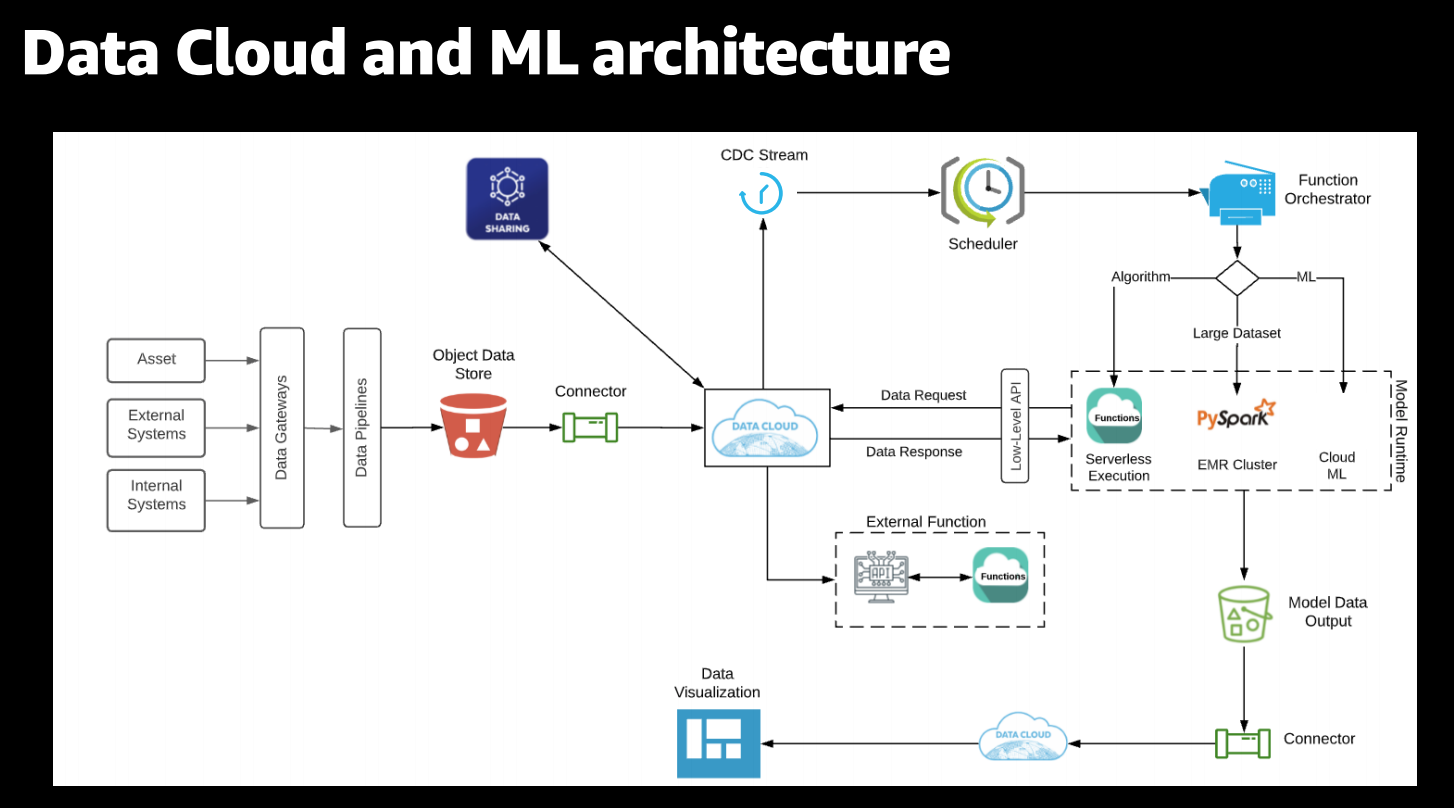 Data Cloud and ML architecture
CDC Stream
DATA
SHARING
Scheduler
Function
Orchestrator
Algorithm
ML
Large Dataset
Asset
External
Systems
Internal
Systems
Data Gateways
Data Pipelines
Object Data
Store
Connector
DATA CLOUD
Data Request
Data Response
Low-Level API
Functions
Serverless
Execution
PySpark
EMR Cluster
Cloud
ML
Model Runtime
External Function
API
Functions
Model Data
Output
Data
Visualization
DATA CLOUD
Connector